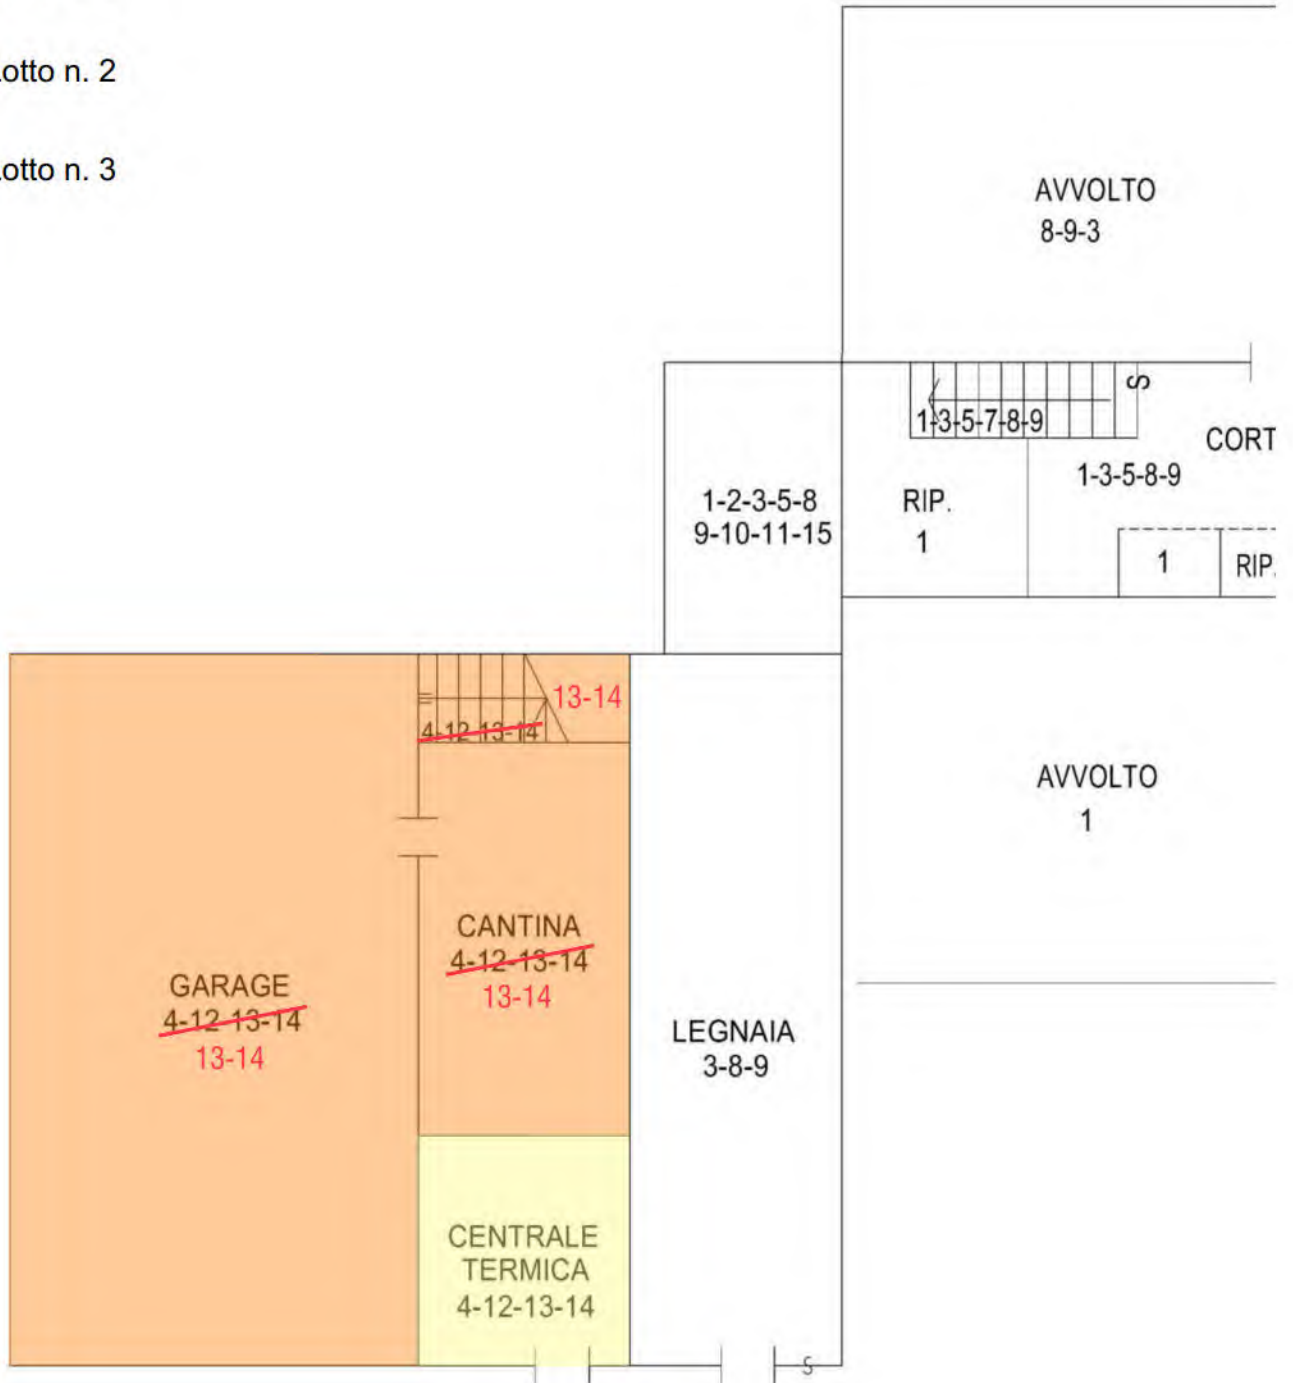 otto n. 2
otto n. 3
AVVOLTO
8-9-3
S
1-3-5-7-8-9
CORT
1-3-5-8-9
1-2-3-5-8
9-10-11-15
RIP.
1
1
RIP.
13-14
4-12-13-14
AVVOLTO
1
CANTINA
4-12-13-14
13-14
GARAGE
4-12-13-14
13-14
LEGNAIA
3-8-9
CENTRALE
TERMICA
4-12-13-14
S